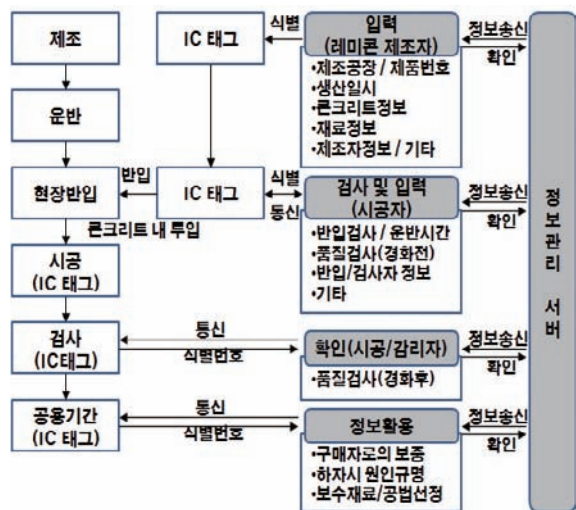 제조
운반
현장반입
시공
(IC 태그)
검사
(IC태그)
공용기간
(IC 태그)
IC 태그
식별
반입
IC 태그
식별
통신
론크리트 내 투입
통신
식별번호
통신
식별번호
입력
(레미콘 제조자)
•제조공장 / 제품번호
•생산일시
•론크리트정보
•재료정보
•제조자정보 / 기타
검사 및 입력
(시공자)
•반입검사 / 운반시간
•품질검사(경화전)
•반입/검사자 정보
•기타
확인(시공/감리자)
•품질검사(경화후)
정보활용
•구매자로의 보증
•하자시 원인규명
•보수재료/공법선정
정보송신
확인
정보송신
확인
정보송신
확인
정보송신
확인
정보관리 서버